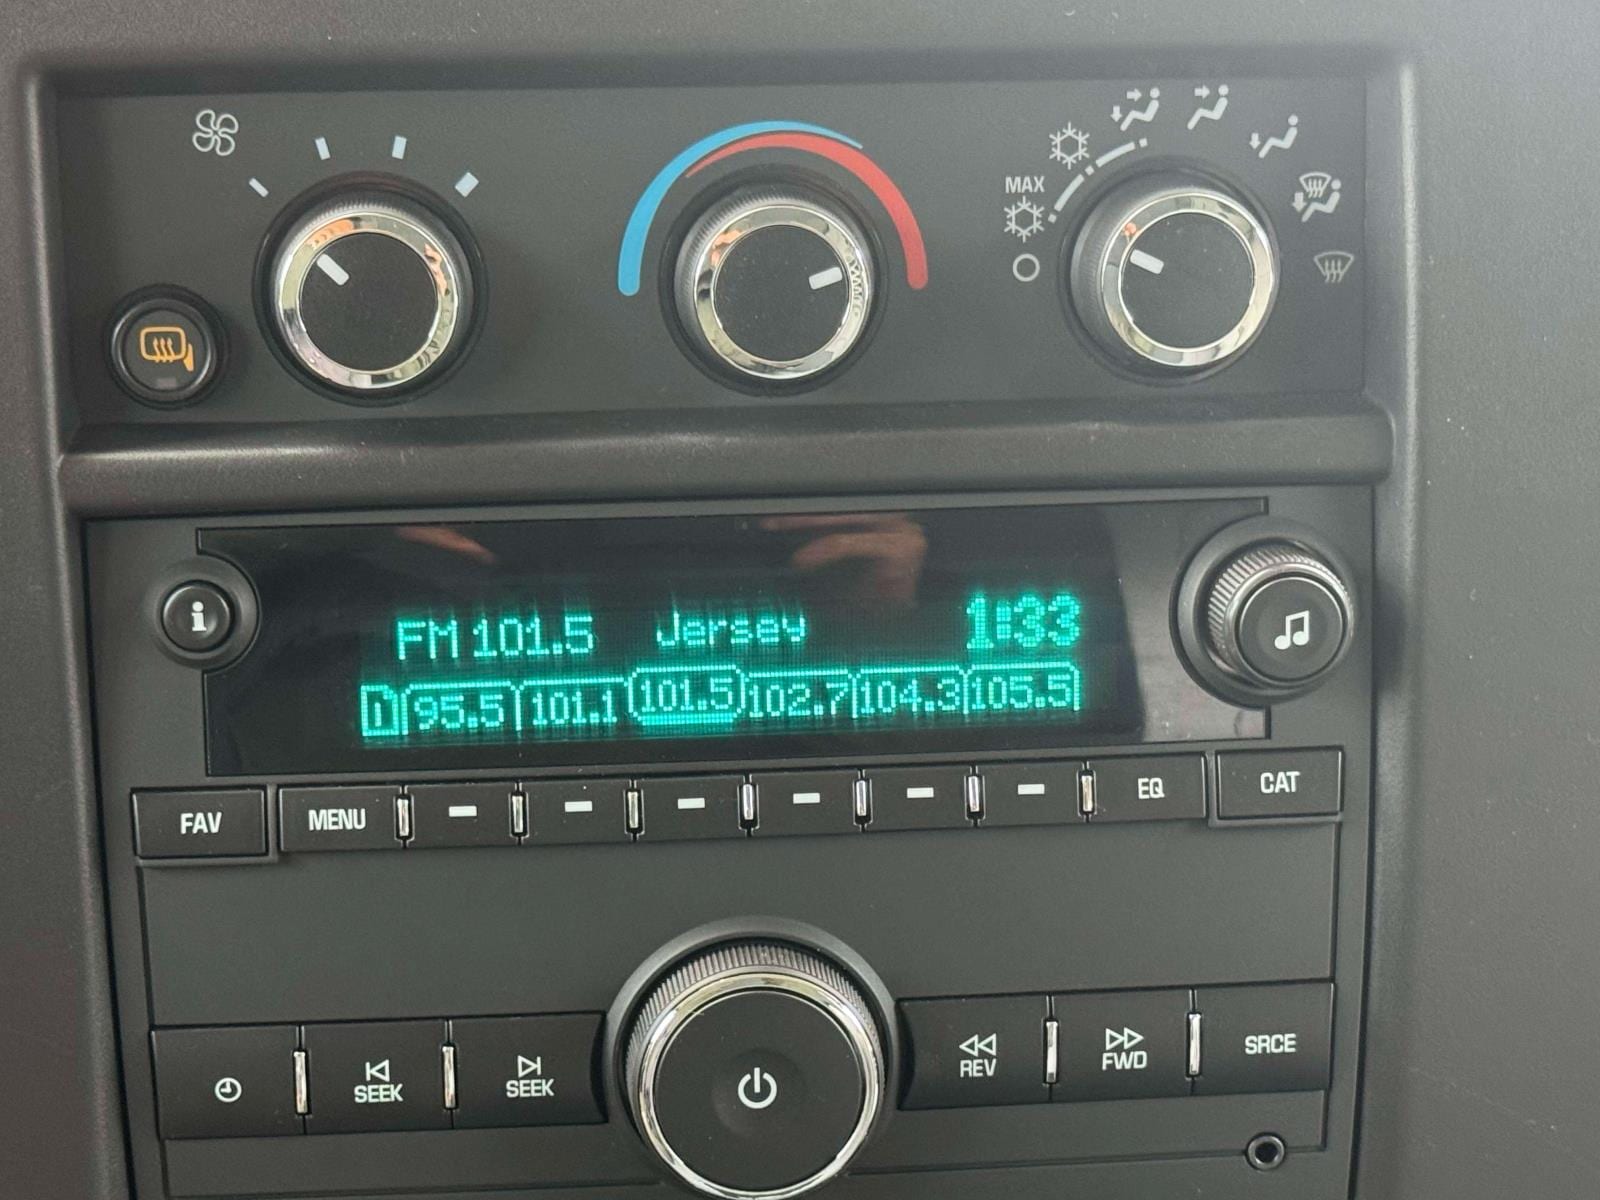 MAX
i
FM 101.5 Jersey 1:33
1 95.5 101.1 101.5 102.7 104.3 105.5
FAV MENU EQ CAT
SEEK SEEK REV FWD SRCE